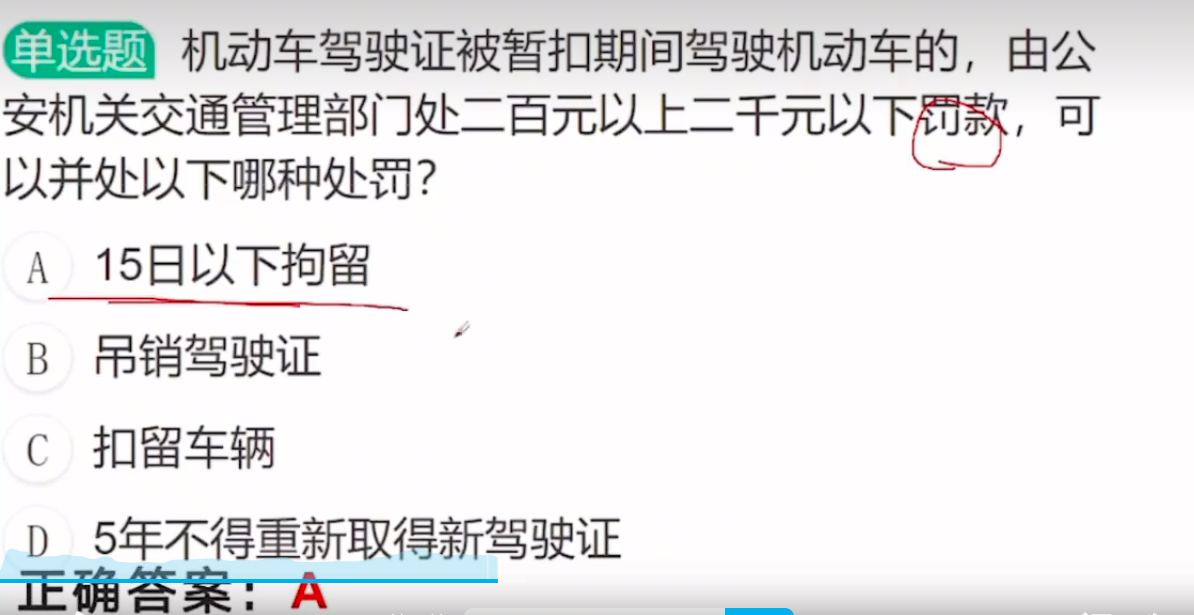 单选题 机动车驾驶证被暂扣期间驾驶机动车的，由公
安机关交通管理部门处二百元以上二千元以下罚款，可
以并处以下哪种处罚？
A 15日以下拘留
B 吊销驾驶证
C 扣留车辆
D 5年不得重新取得新驾驶证
正确答案：A